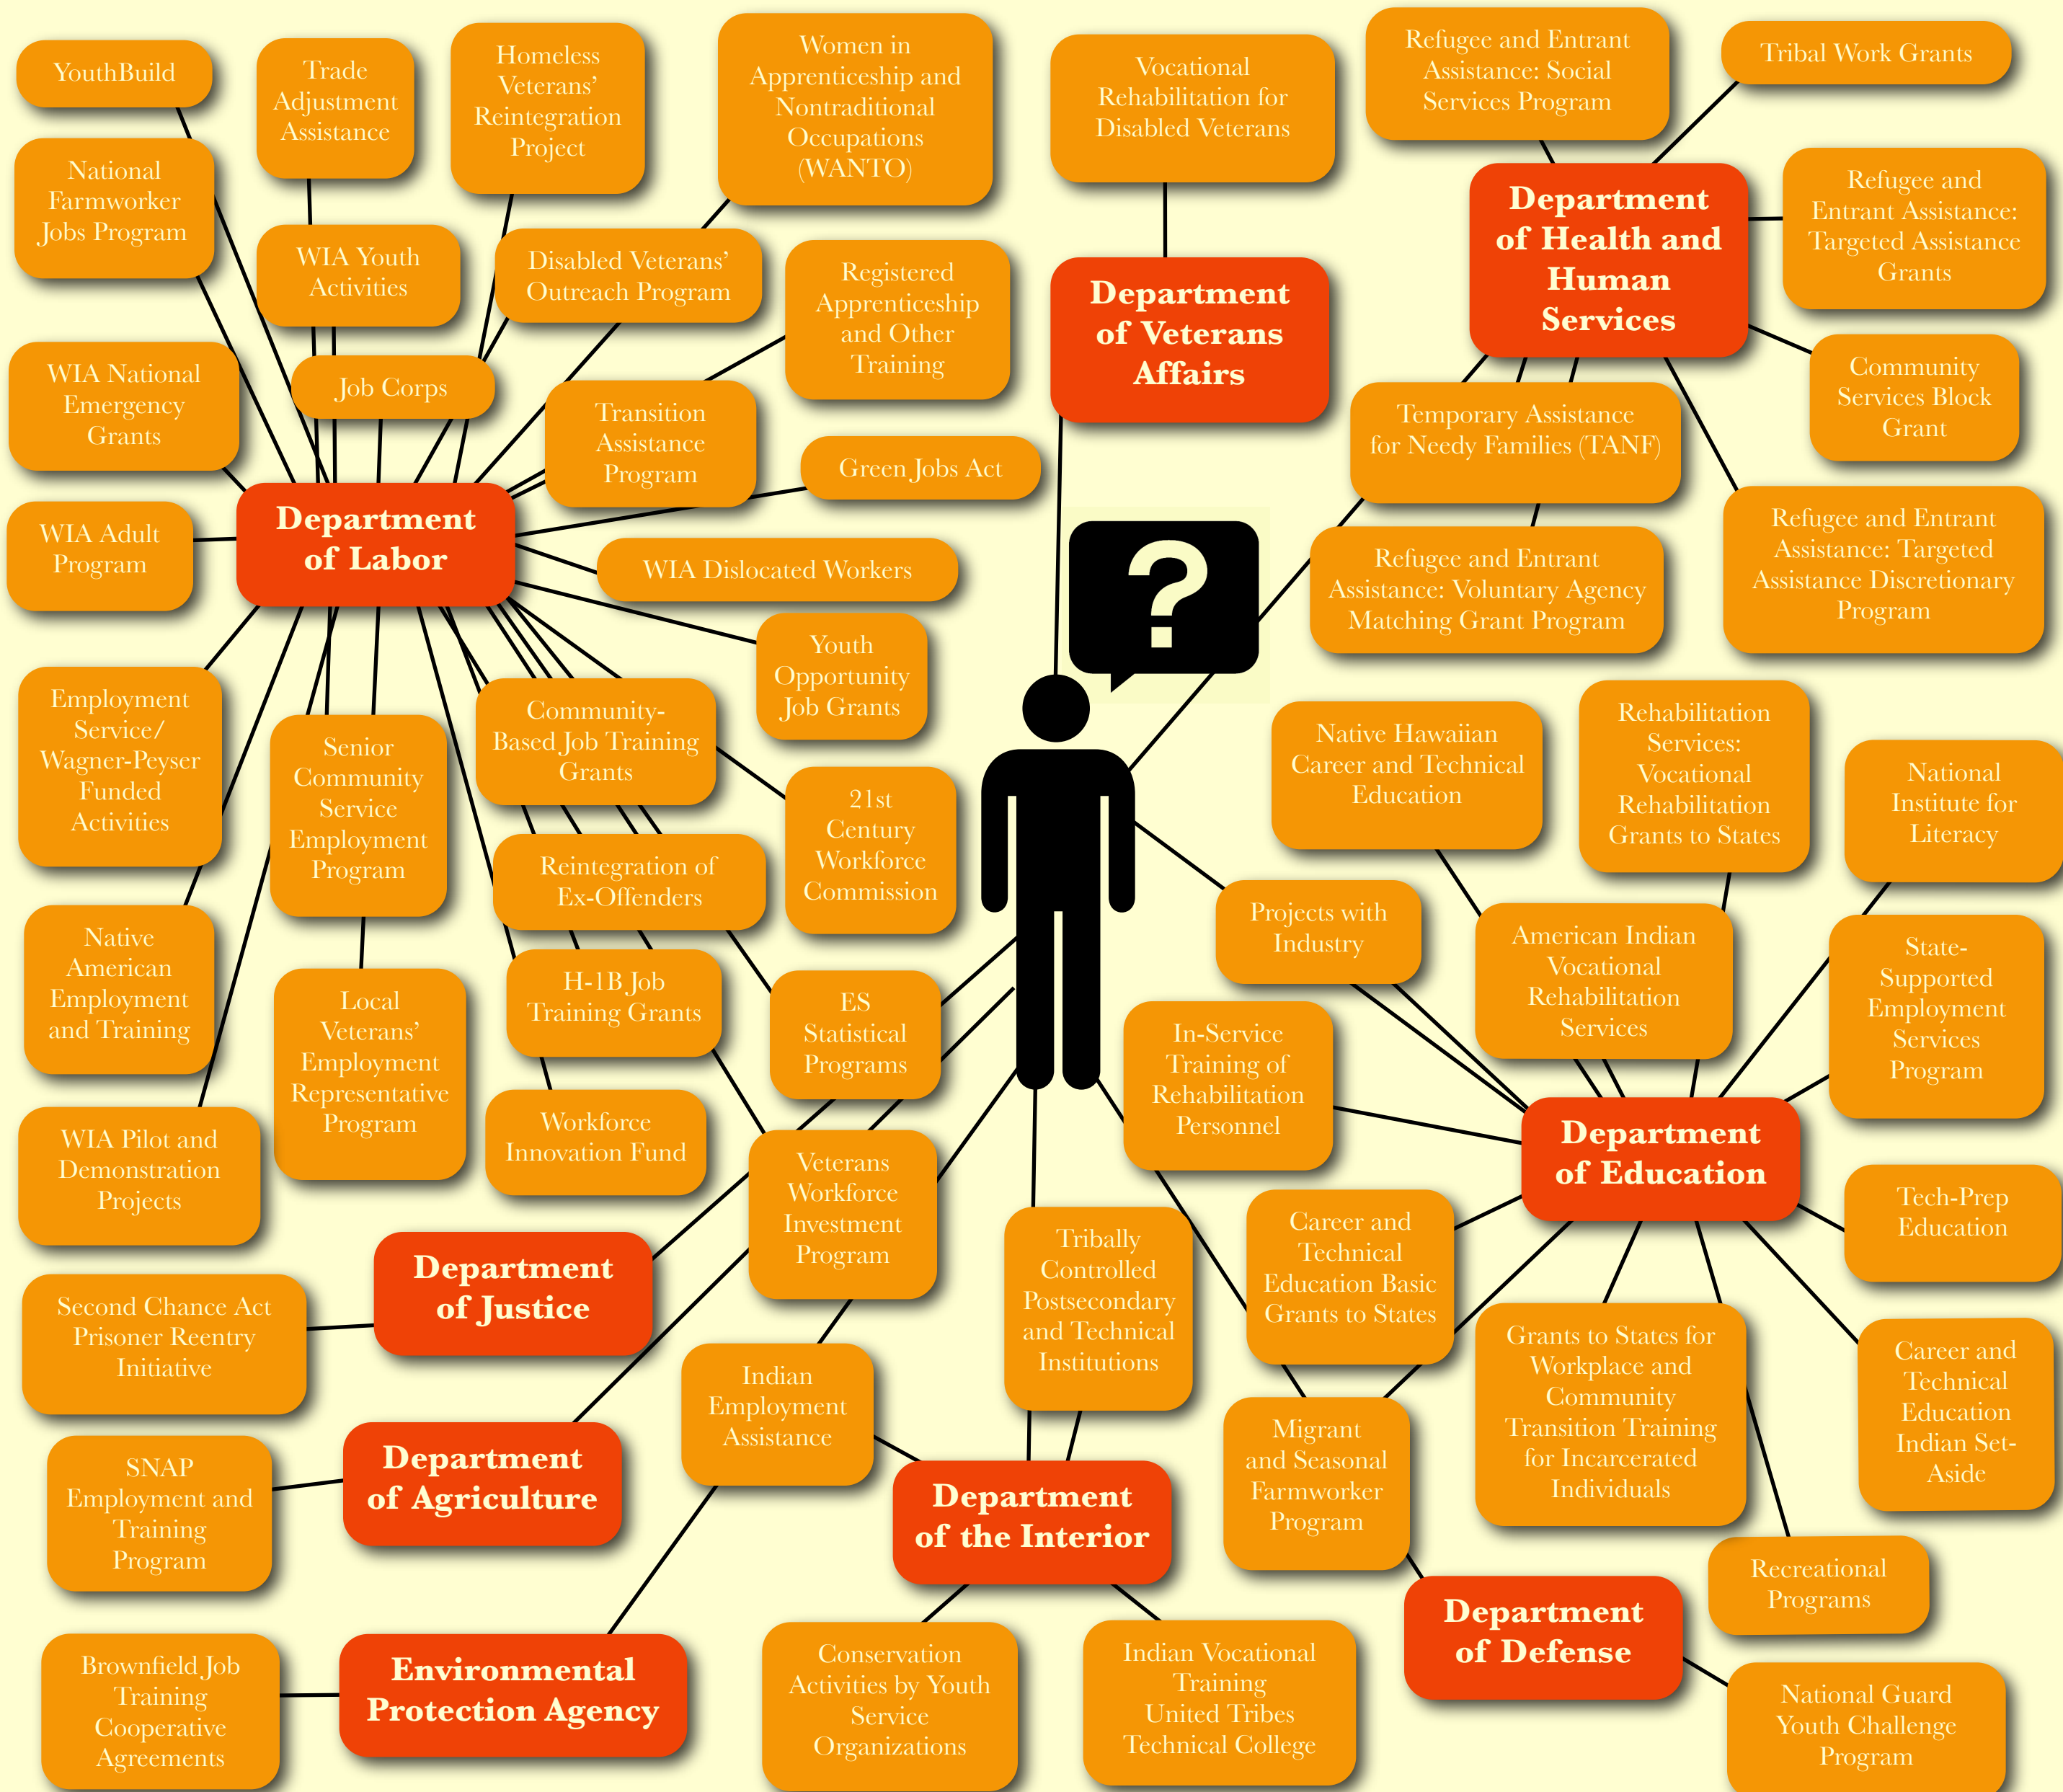 YouthBuild
Trade
Adjustment
Assistance
Homeless
Veterans’
Reintegration
Project
Women in
Apprenticeship and
Nontraditional
Occupations
(WANTO)
Vocational
Rehabilitation for
Disabled Veterans
Refugee and Entrant
Assistance: Social
Services Program
Tribal Work Grants
National
Farmworker
Jobs Program
WIA Youth
Activities
Disabled Veterans’
Outreach Program
Registered
Apprenticeship
and Other
Training
Department
of Veterans
Affairs
Department
of Health and
Human
Services
Refugee and
Entrant Assistance:
Targeted Assistance
Grants
WIA National
Emergency
Grants
Job Corps
Transition
Assistance
Program
Green Jobs Act
Temporary Assistance
for Needy Families (TANF)
Community
Services Block
Grant
WIA Adult
Program
Department
of Labor
WIA Dislocated Workers
?
Refugee and Entrant
Assistance: Voluntary Agency
Matching Grant Program
Refugee and Entrant
Assistance: Targeted
Assistance Discretionary
Program
Employment
Service/
Wagner-Peyser
Funded
Activities
Senior
Community
Service
Employment
Program
Community-
Based Job Training
Grants
Youth
Opportunity
Job Grants
21st
Century
Workforce
Commission
Native Hawaiian
Career and Technical
Education
Rehabilitation
Services:
Vocational
Rehabilitation
Grants to States
National
Institute for
Literacy
Reintegration of
Ex-Offenders
Projects with
Industry
American Indian
Vocational
Rehabilitation
Services
State-
Supported
Employment
Services
Program
Native
American
Employment
and Training
Local
Veterans’
Employment
Representative
Program
H-1B Job
Training Grants
ES
Statistical
Programs
In-Service
Training of
Rehabilitation
Personnel
Department
of Education
WIA Pilot and
Demonstration
Projects
Workforce
Innovation Fund
Veterans
Workforce
Investment
Program
Tribally
Controlled
Postsecondary
and Technical
Institutions
Career and
Technical
Education Basic
Grants to States
Tech-Prep
Education
Second Chance Act
Prisoner Reentry
Initiative
Department
of Justice
Indian
Employment
Assistance
Migrant
and Seasonal
Farmworker
Program
Grants to States for
Workplace and
Community
Transition Training
for Incarcerated
Individuals
Career and
Technical
Education
Indian Set-
Aside
SNAP
Employment and
Training
Program
Department
of Agriculture
Department
of the Interior
Recreational
Programs
Department
of Defense
Brownfield Job
Training
Cooperative
Agreements
Environmental
Protection Agency
Conservation
Activities by Youth
Service
Organizations
Indian Vocational
Training
United Tribes
Technical College
National Guard
Youth Challenge
Program